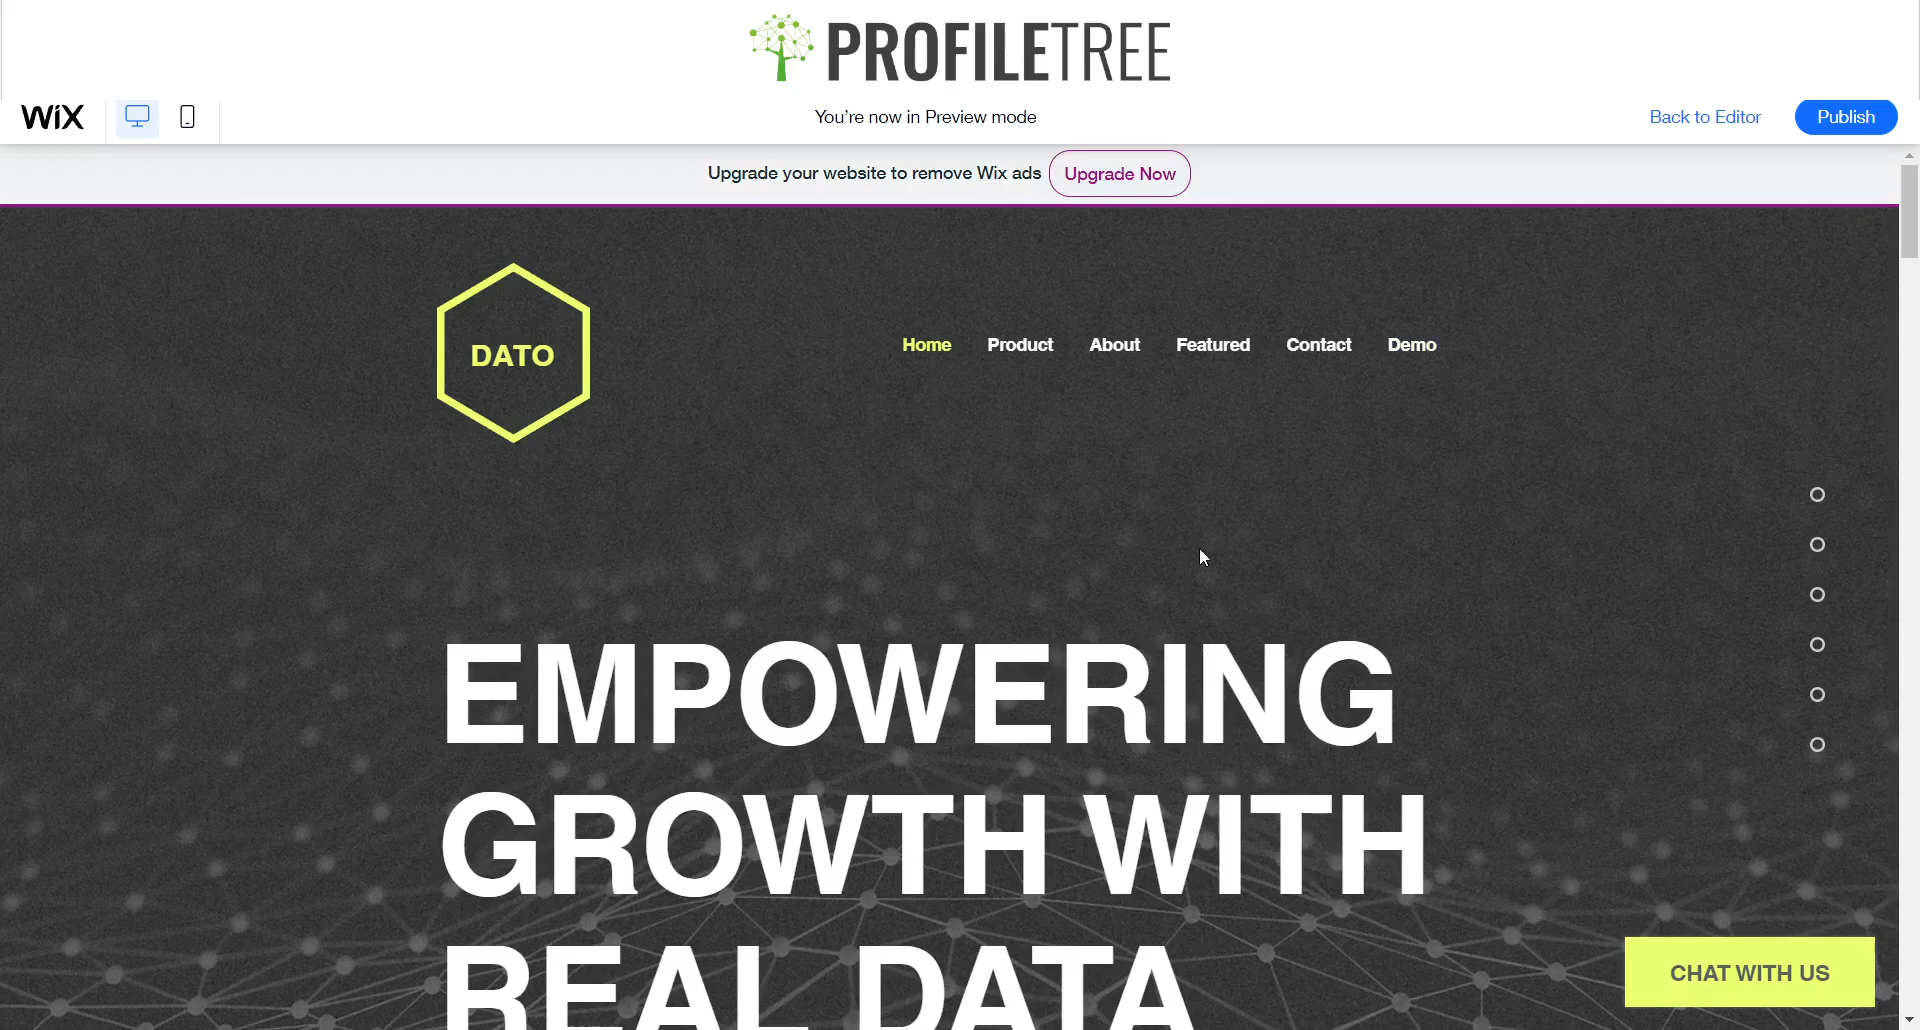 PROFILETREE
WiX
You're now in Preview mode
Back to Editor
Publish
Upgrade your website to remove Wix ads
Upgrade Now
DATO
Home Product About Featured Contact Demo
EMPOWERING
GROWTH WITH
REAL DATA
CHAT WITH US